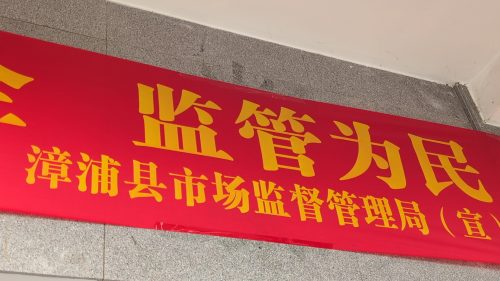 监管为民
漳浦县市场监督管理局（宣）